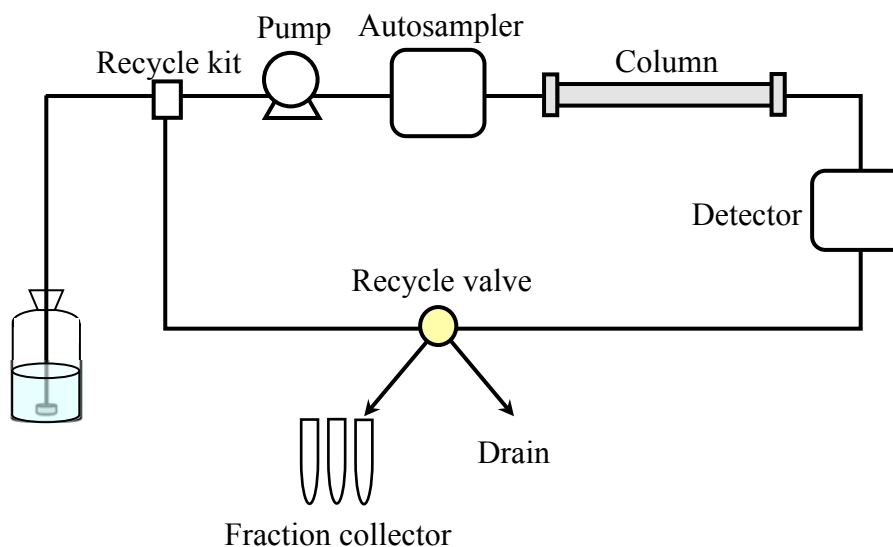 Pump
Autosampler
Recycle kit
Column
Detector
Recycle valve
Drain
Fraction collector